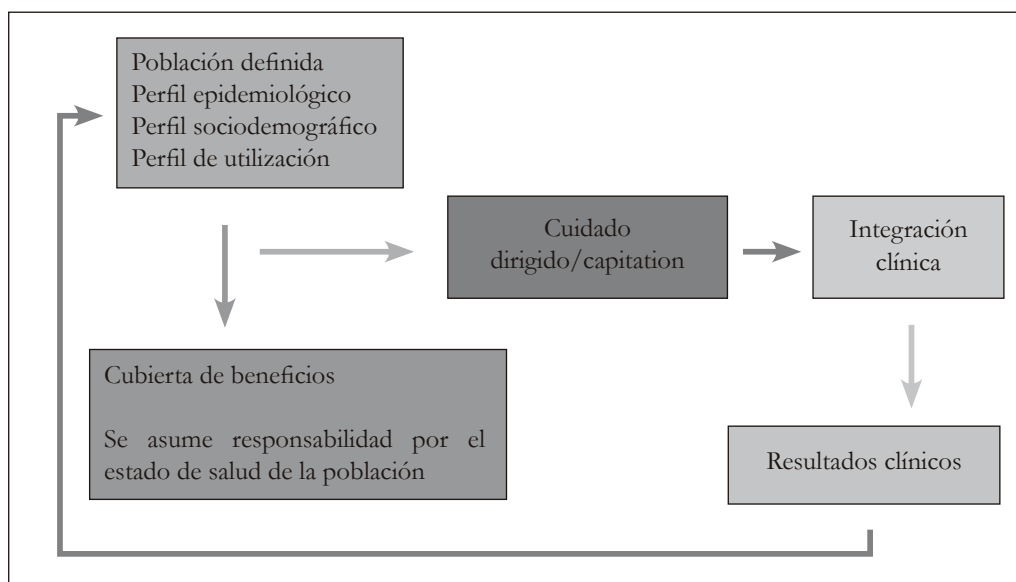 Población definida
Perfil epidemiológico
Perfil sociodemográfico
Perfil de utilización
Cuidado
dirigido/capitation
Integración
clínica
Cubierta de beneficios
Se asume responsabilidad por el
estado de salud de la población
Resultados clínicos